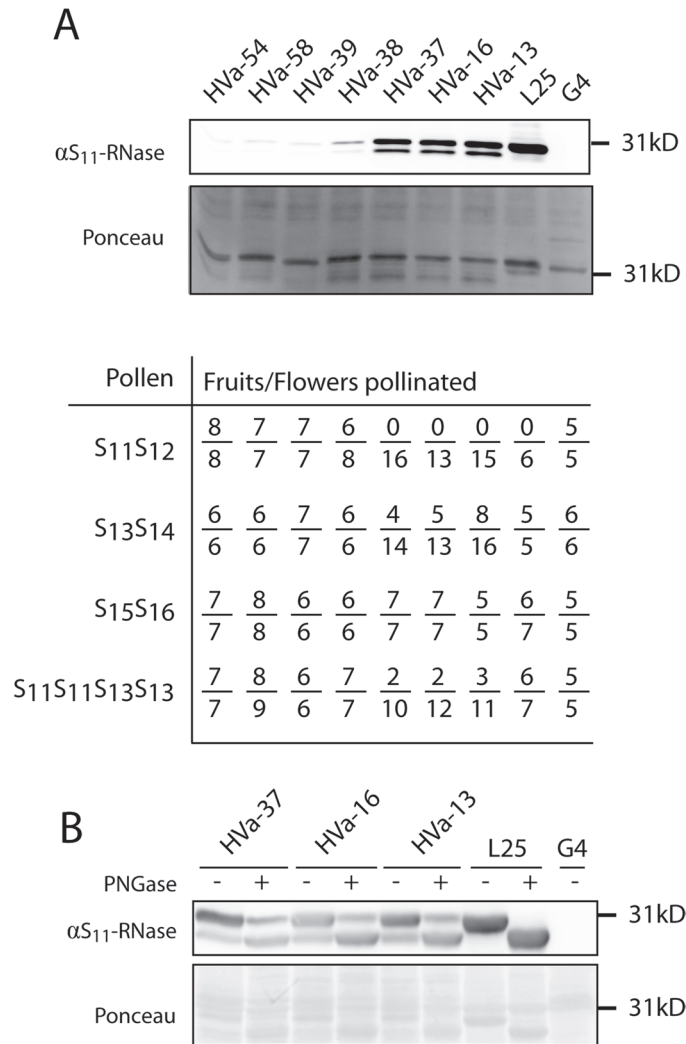 A
HVa-54 HVa-58 HVa-39 HVa-38 HVa-37 HVa-16 HVa-13 L25 G4
αS11-RNase 31kD
Ponceau 31kD
Pollen Fruits/Flowers pollinated
8 7 7 6 0 0 0 0 5
S11S12
8 7 7 8 16 13 15 6 5
6 6 7 6 4 5 8 5 6
S13S14
6 6 7 6 14 13 16 5 6
7 8 6 6 7 7 5 6 5
S15S16
7 8 6 6 7 7 5 7 5
7 8 6 7 2 2 3 6 5
S11S11S13S13
7 9 6 7 10 12 11 7 5
B
HVa-37 HVa-16 HVa-13 L25 G4
PNGase - + - + - + - + -
αS11-RNase 31kD
Ponceau 31kD